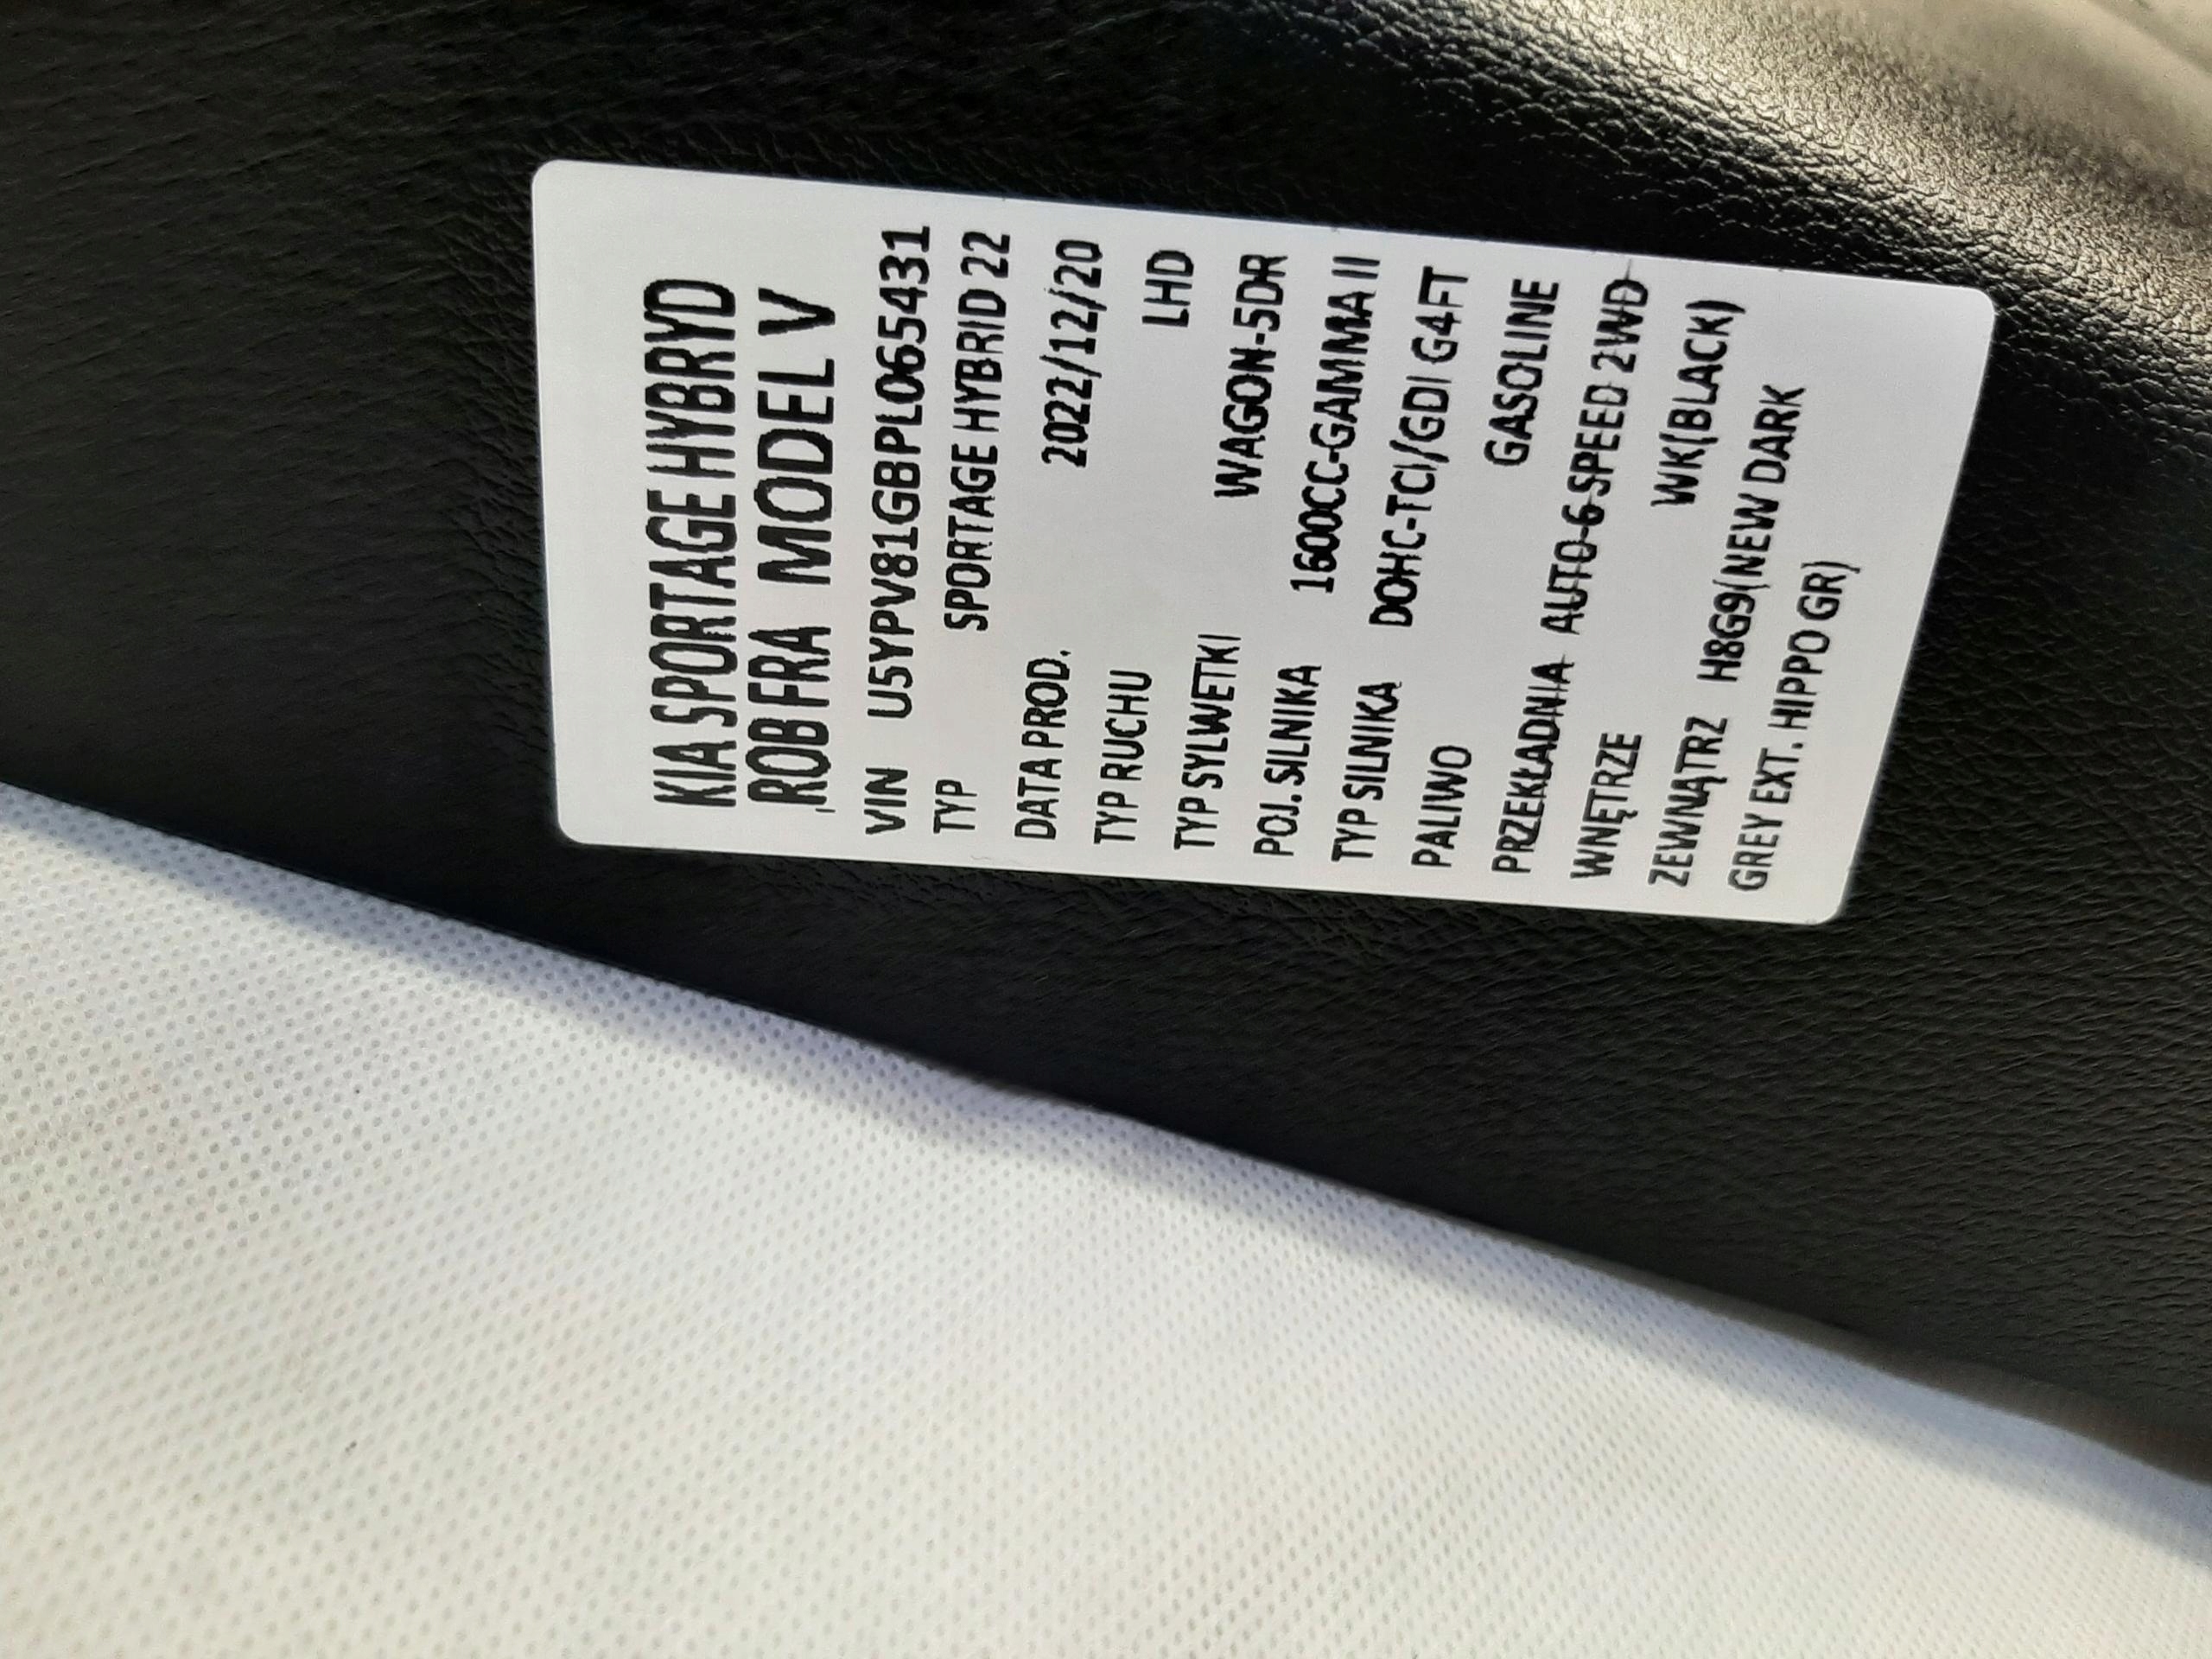 KIA SPORTAGE HYBRYD
ROBFRA MODEL V
VIN U5YPV81GBPL065431
TYP SPORTAGE HYBRID 22
DATA PROD. 2022/12/20
TYP RUCHU LHD
TYP SYLWETKI WAGON-5DR
POJ. SILNIKA 1600CC-GAMMA II
TYP SILNIKA DOHC-TCI/GDI G4FT
PALIWO GASOLINE
PRZEKŁADNIA AUTO-6-SPEED 2WD
WNĘTRZE WK(BLACK)
ZEWNĄTRZ H8G9(NEW DARK
GREY EXT. HIPPO GR)